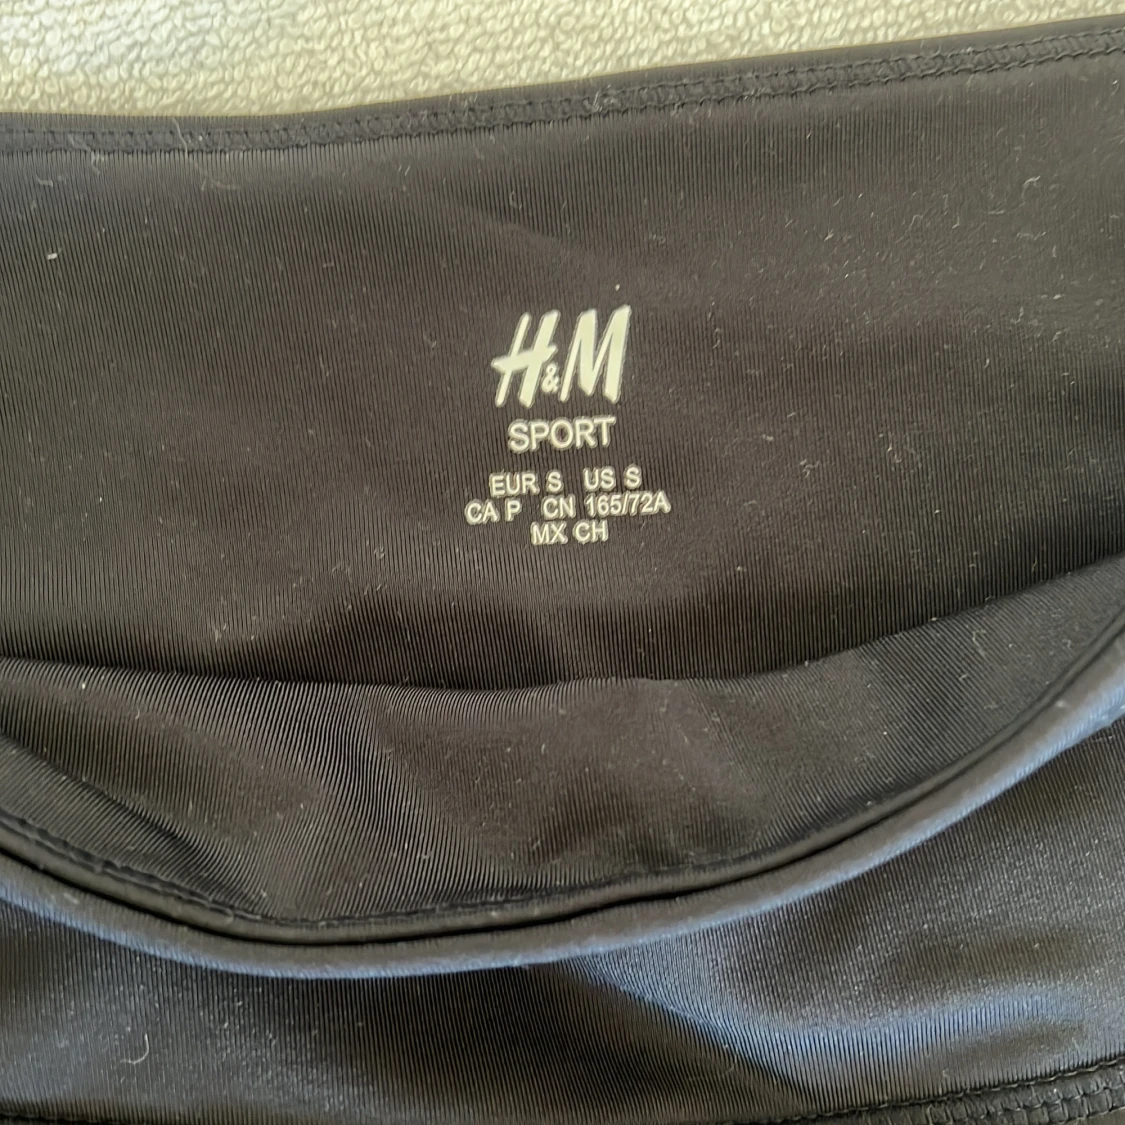 H&M
SPORT
EUR S US S
CA P CN 165/72A
MX CH